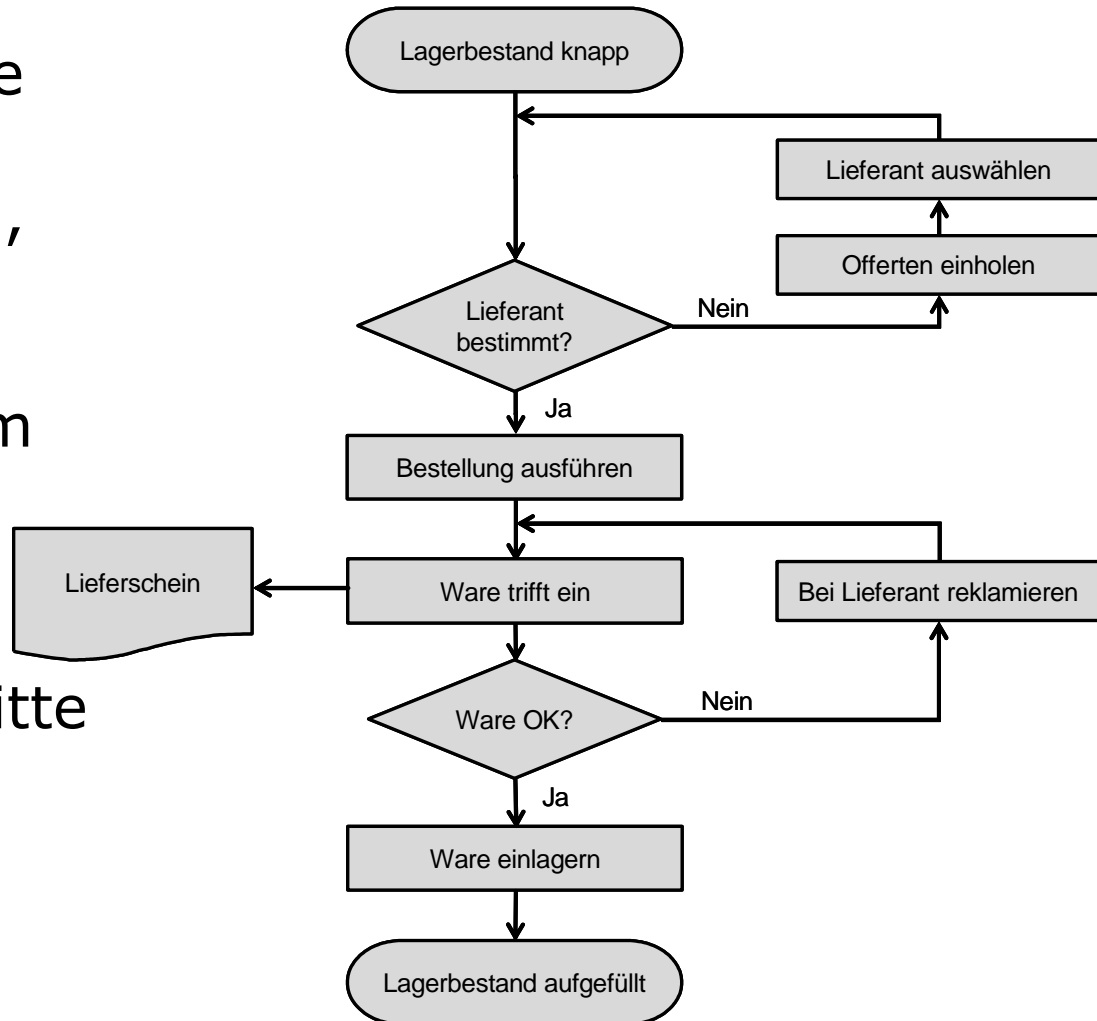 Lagerbestand knapp
e
Lieferant auswählen
,
Offerten einholen
Nein
Lieferant
bestimmt?
Ja
m
Bestellung ausführen
Lieferschein
Ware trifft ein
Bei Lieferant reklamieren
itte
Nein
Ware OK?
Ja
Ware einlagern
Lagerbestand aufgefüllt